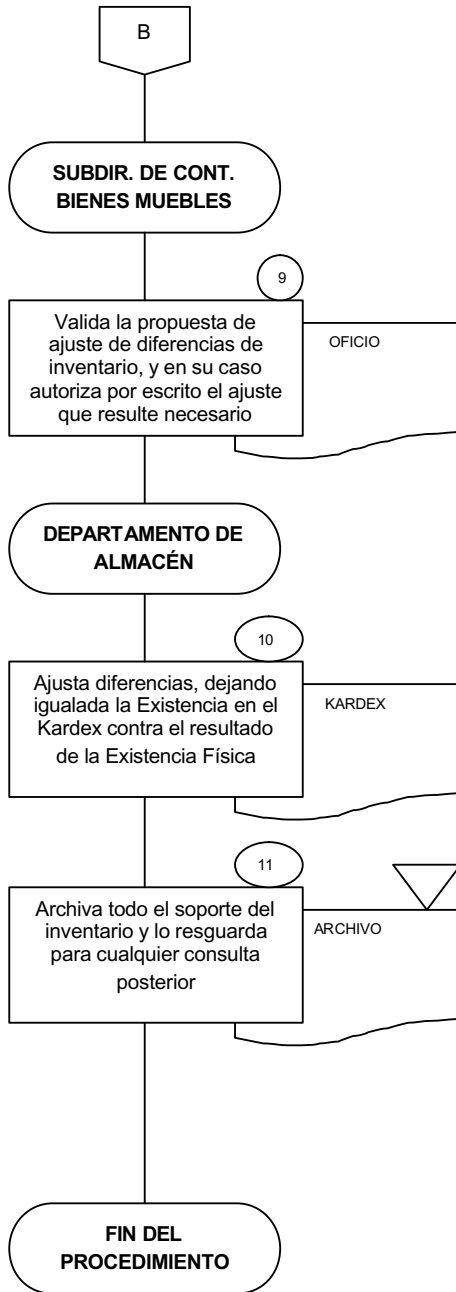 B
SUBDIR. DE CONT.
BIENES MUEBLES
9
Valida la propuesta de
ajuste de diferencias de
inventario, y en su caso
autoriza por escrito el ajuste
que resulte necesario
OFICIO
DEPARTAMENTO DE
ALMACÉN
10
Ajusta diferencias, dejando
igualada la Existencia en el
Kardex contra el resultado
de la Existencia Física
KARDEX
11
Archiva todo el soporte del
inventario y lo resguarda
para cualquier consulta
posterior
ARCHIVO
FIN DEL
PROCEDIMIENTO